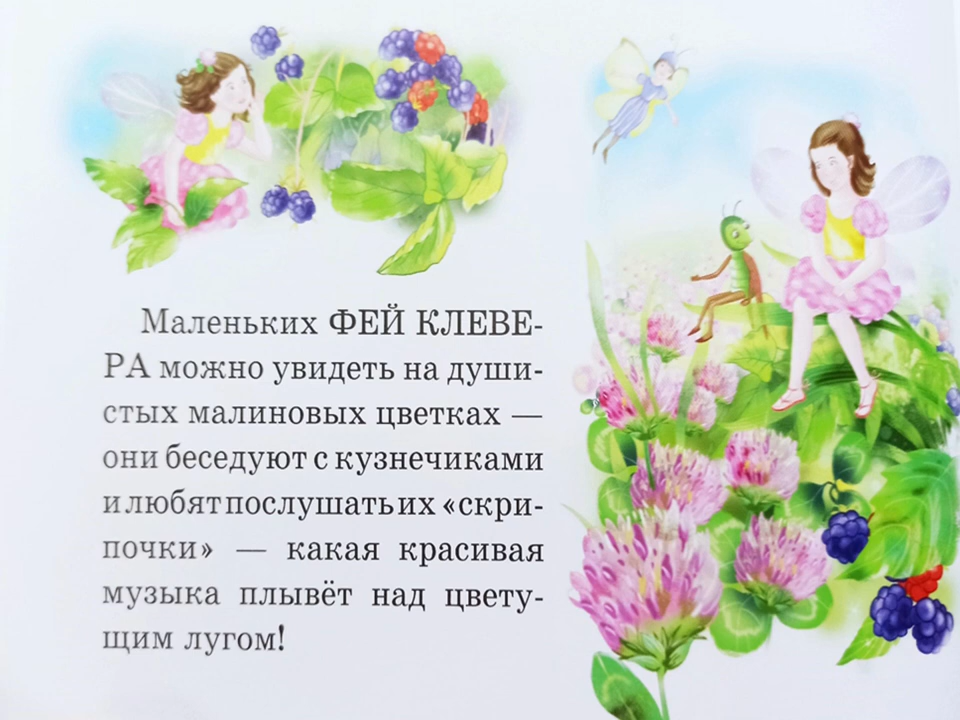 Маленьких ФЕЙ КЛЕВЕ-
РА можно увидеть на души-
стых малиновых цветках —
они беседуют с кузнечиками
и любят послушать их «скри-
почки» — какая красивая
музыка плывёт над цвету-
щим лугом!